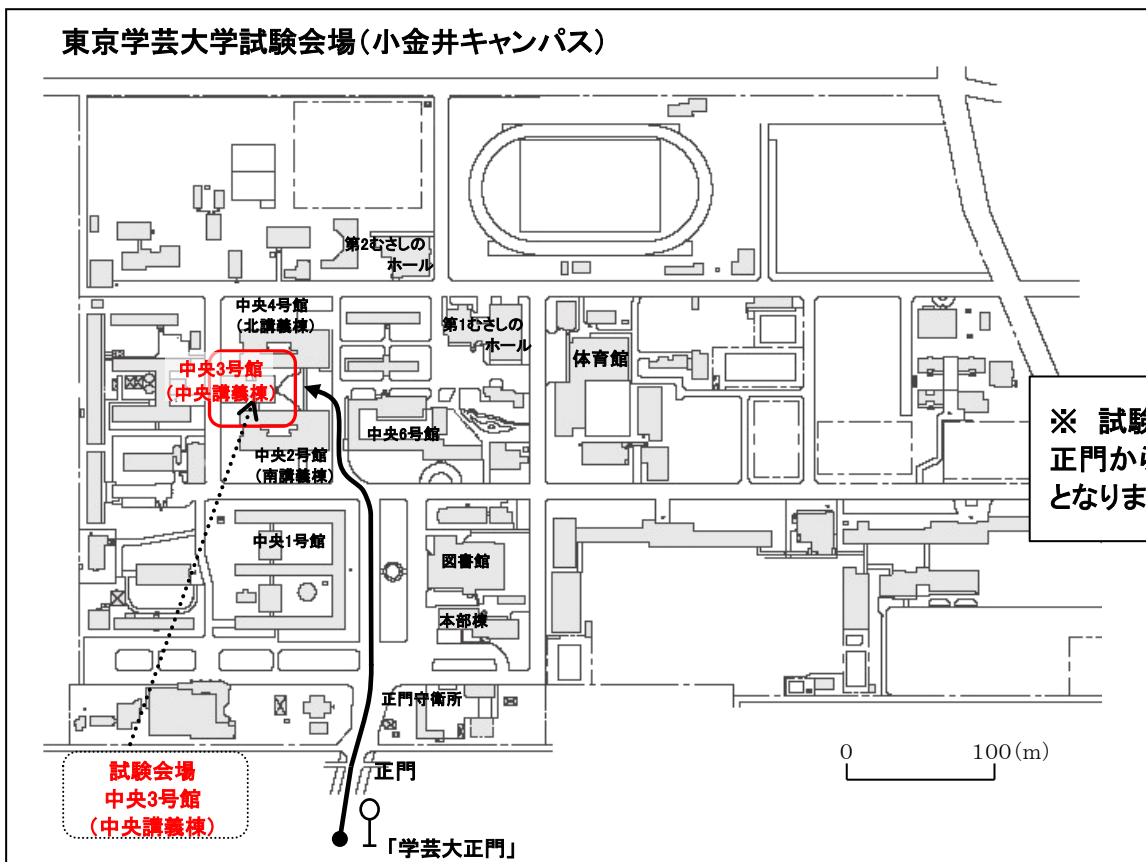 東京学芸大学試験会場(小金井キャンパス)
第2むさしの
ホール
中央4号館
(北講義棟)
第1むさしの
ホール
体育館
中央3号館
(中央講義棟)
中央6号館
中央2号館
(南講義棟)
※ 試験
正門から
となりま
中央1号館
図書館
本部棟
正門守衛所
0 100(m)
正門
試験会場
中央3号館
(中央講義棟)
「学芸大正門」